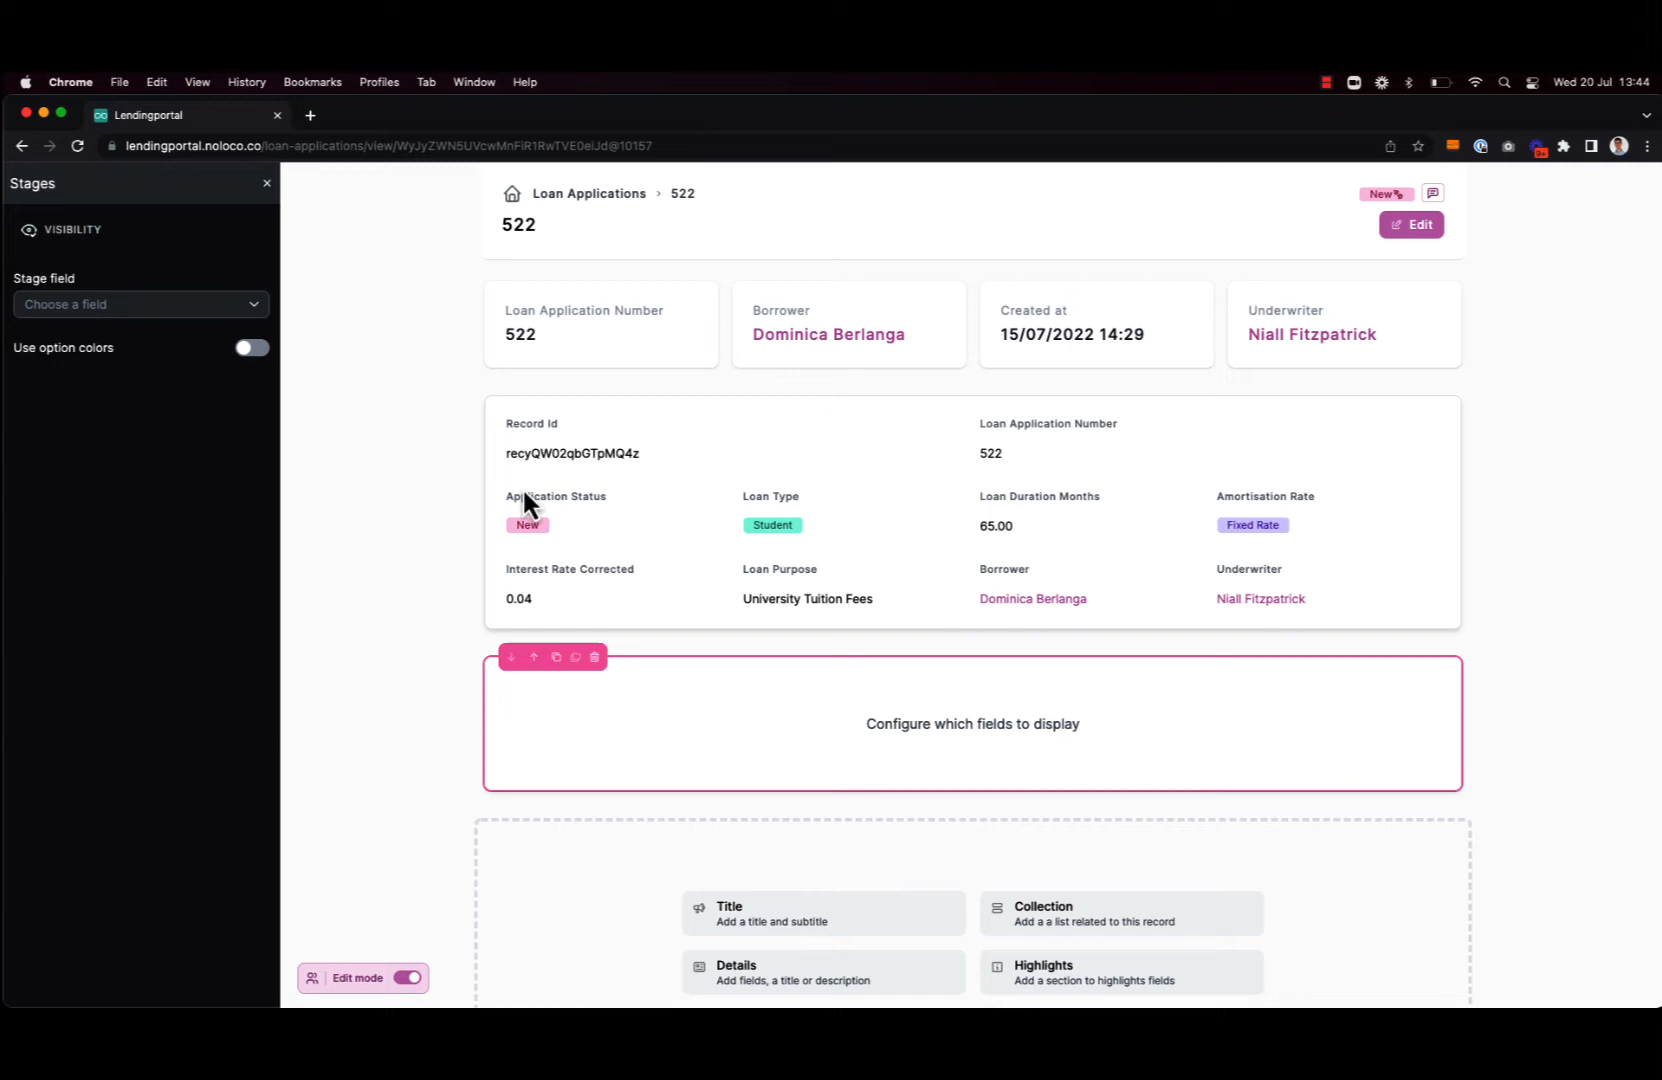 Chrome File Edit View History Bookmarks Profiles Tab Window Help Wed 20 Jul 13:44
Lendingportal
lendingportal.noloco.co/loan-applications/view/WyJyZWN5UVcwMnFiR1RwTVE0eiJd@10157
Stages
VISIBILITY
Stage field
Choose a field
Use option colors
Loan Applications > 522
New
522
Edit
Loan Application Number
522
Borrower
Dominica Berlanga
Created at
15/07/2022 14:29
Underwriter
Niall Fitzpatrick
Record Id
recyQW02qbGTpMQ4z
Loan Application Number
522
Application Status
New
Loan Type
Student
Loan Duration Months
65.00
Amortisation Rate
Fixed Rate
Interest Rate Corrected
0.04
Loan Purpose
University Tuition Fees
Borrower
Dominica Berlanga
Underwriter
Niall Fitzpatrick
Configure which fields to display
Title
Add a title and subtitle
Collection
Add a a list related to this record
Details
Add fields, a title or description
Highlights
Add a section to highlights fields
Edit mode